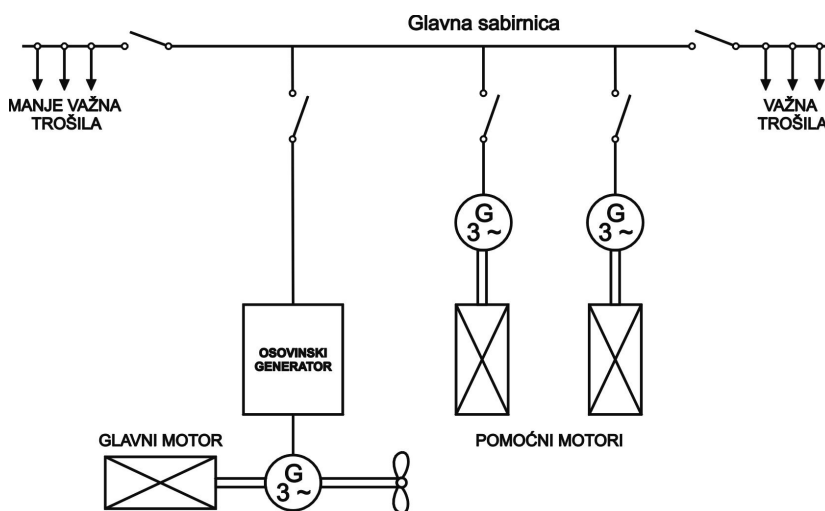 Glavna sabirnica
MANJE VAŽNA
TROŠILA
VAŽNA
TROŠILA
G
3 ~
G
3 ~
OSOVINSKI
GENERATOR
GLAVNI MOTOR
POMOĆNI MOTORI
G
3 ~